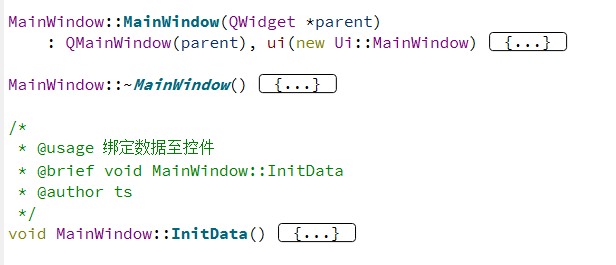 MainWindow::MainWindow(QWidget *parent)
    : QMainWindow(parent), ui(new Ui::MainWindow) {...}
MainWindow::~MainWindow() {...}
/*
 * @usage 绑定数据至控件
 * @brief void MainWindow::InitData
 * @author ts
 */
void MainWindow::InitData() {...}